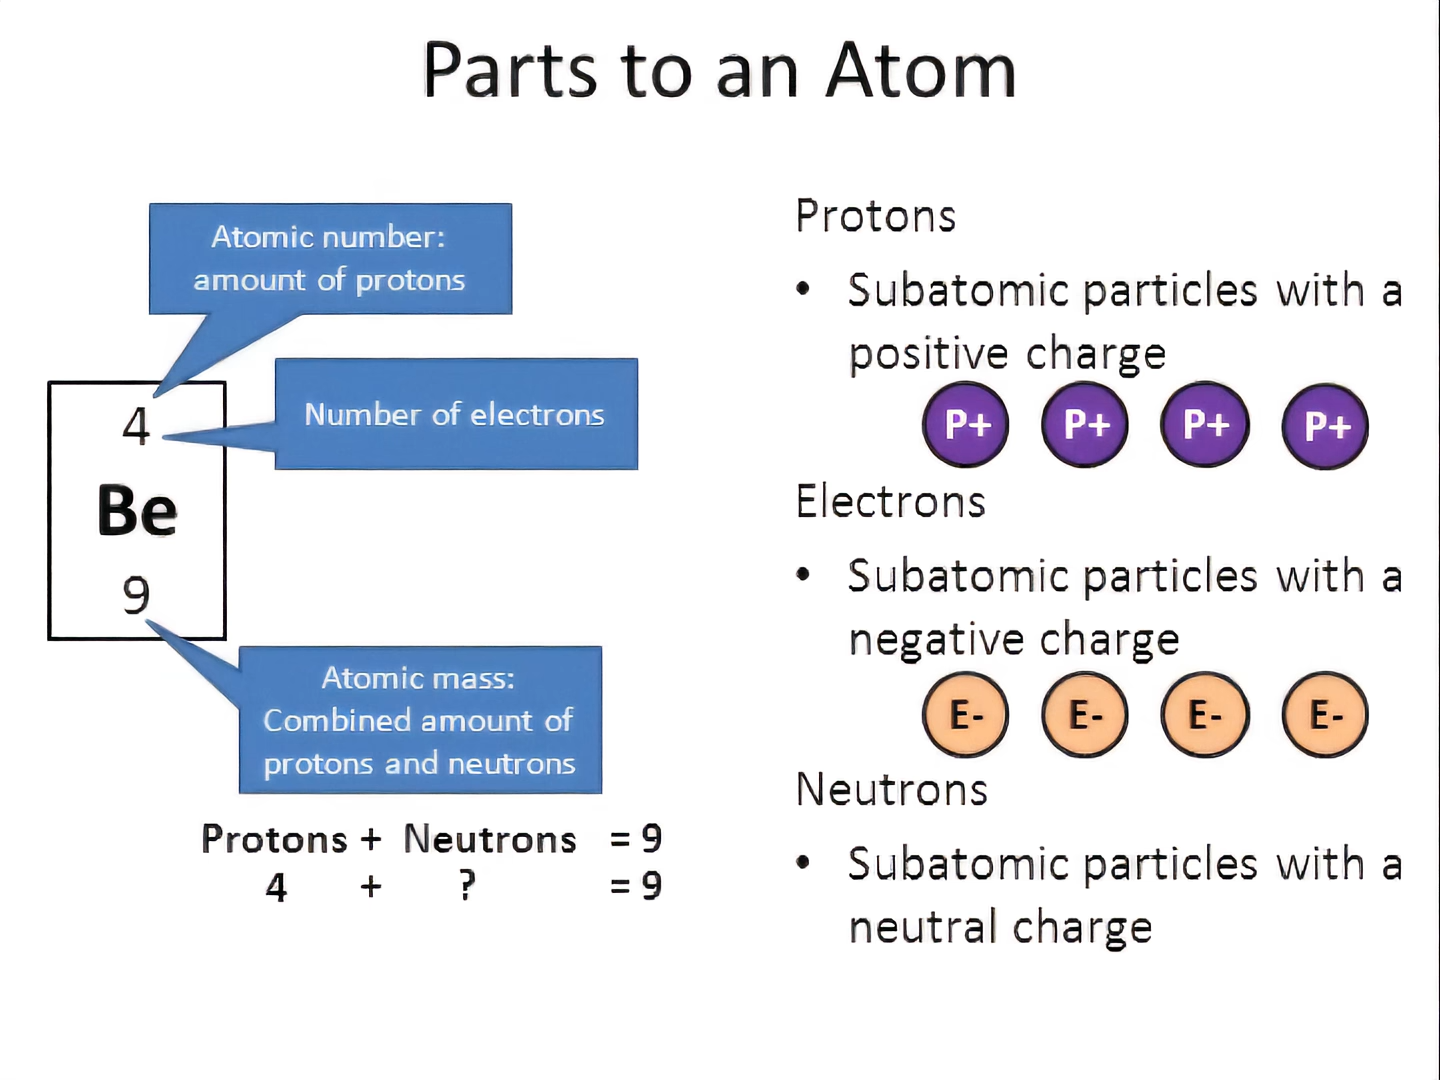 Parts to an Atom
Atomic number:
amount of protons
Number of electrons
4
Be
9
Atomic mass:
Combined amount of
protons and neutrons
Protons + Neutrons = 9
4 + ? = 9
Protons
• Subatomic particles with a
positive charge
P+ P+ P+ P+
Electrons
• Subatomic particles with a
negative charge
E- E- E- E-
Neutrons
• Subatomic particles with a
neutral charge